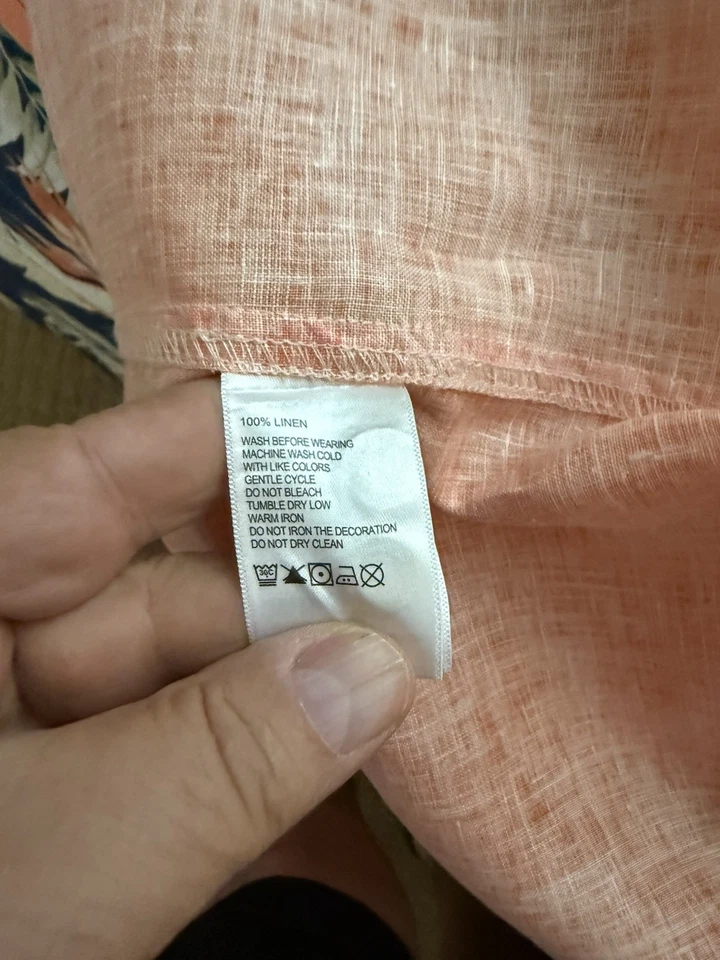 100% LINEN
WASH BEFORE WEARING
MACHINE WASH COLD
WITH LIKE COLORS
GENTLE CYCLE
DO NOT BLEACH
TUMBLE DRY LOW
WARM IRON
DO NOT IRON THE DECORATION
DO NOT DRY CLEAN
30C